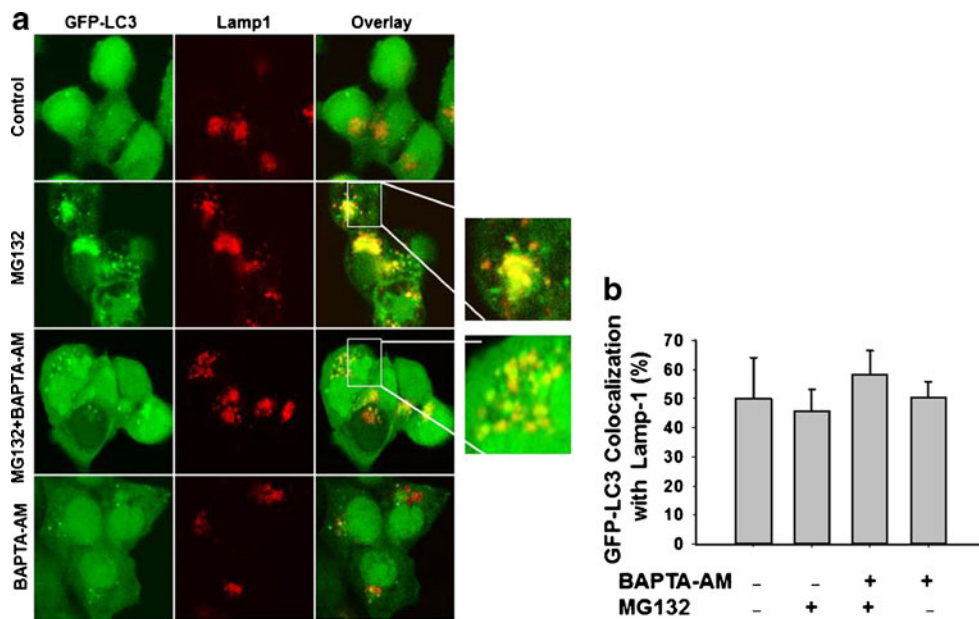 a
GFP-LC3 Lamp1 Overlay
Control
MG132
MG132+BAPTA-AM
BAPTA-AM
b
GFP-LC3 Colocalization
with Lamp-1 (%)
70
60
50
40
30
20
10
0
BAPTA-AM – – + +
MG132 – + + –